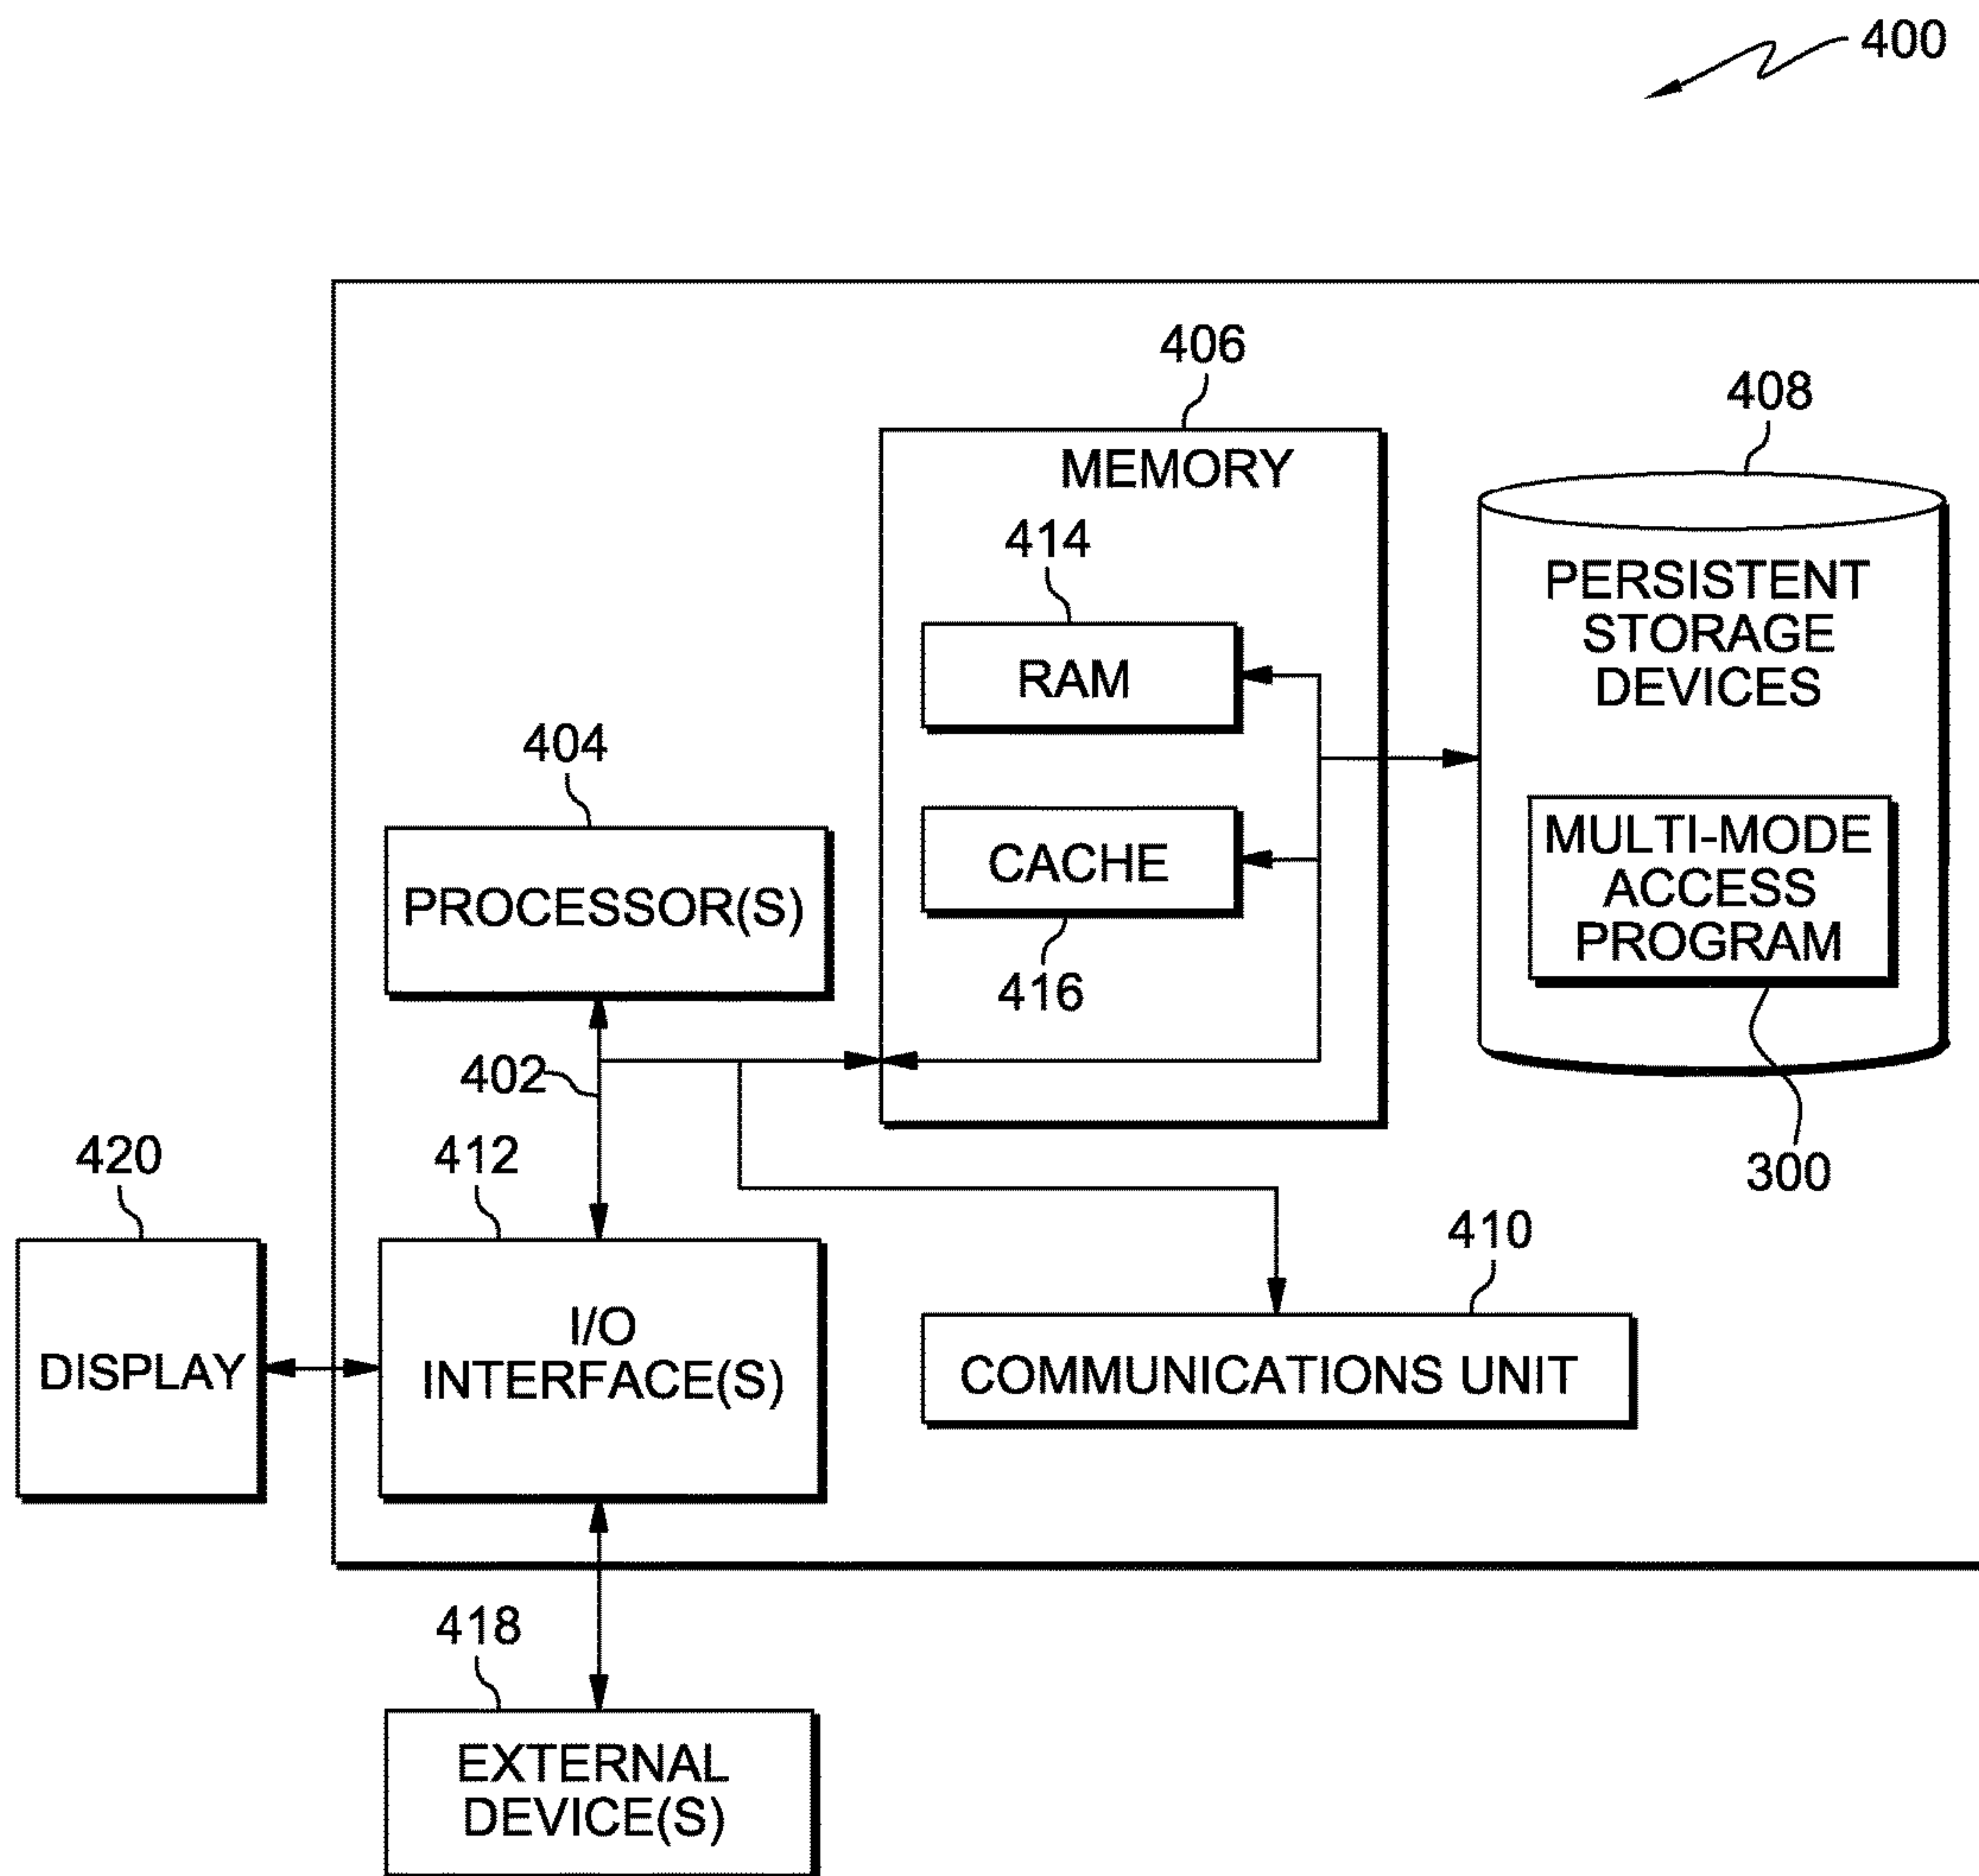 400
406
408
MEMORY
414
PERSISTENT
STORAGE
DEVICES
RAM
404
MULTI-MODE
ACCESS
PROGRAM
CACHE
PROCESSOR(S)
416
402
420
412
300
410
I/O
INTERFACE(S)
DISPLAY
COMMUNICATIONS UNIT
418
EXTERNAL
DEVICE(S)